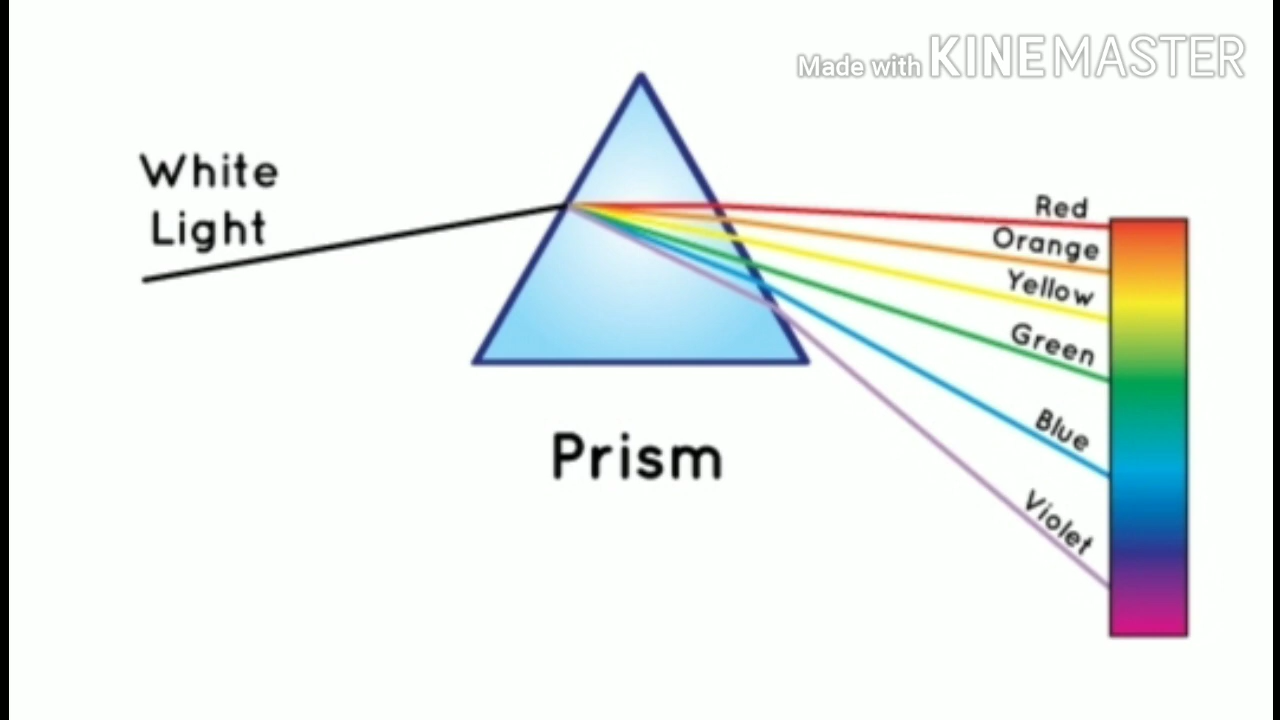 Made with KINEMASTER
White
Light
Red
Orange
Yellow
Green
Blue
Violet
Prism